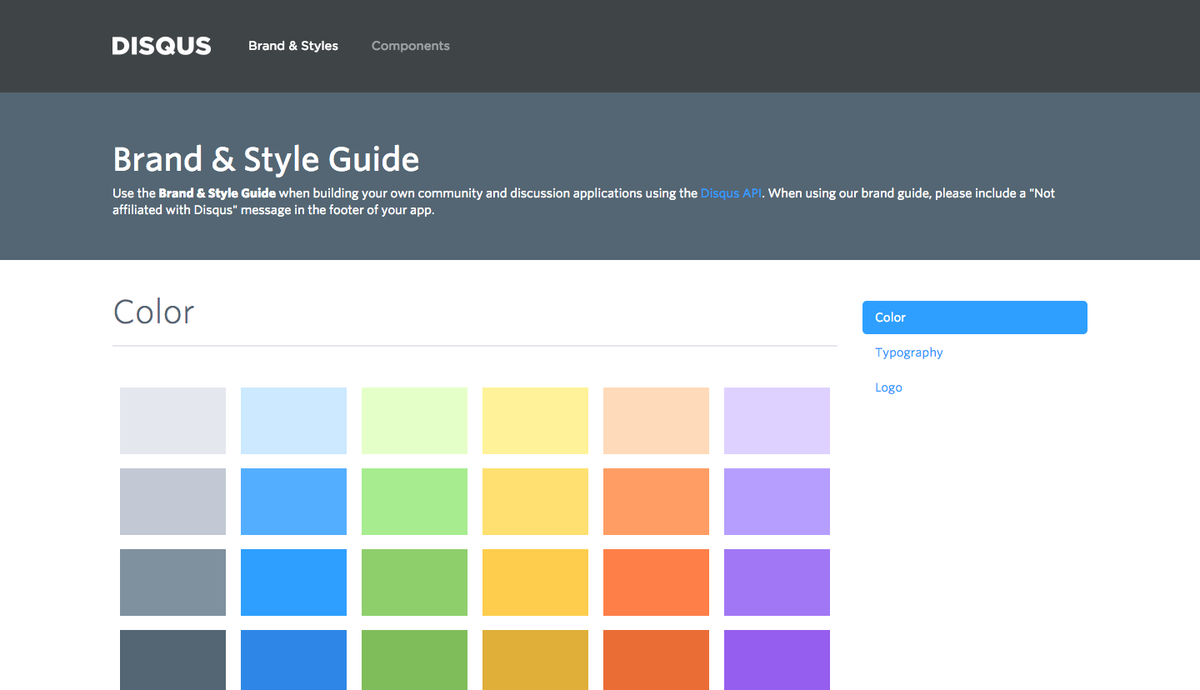 DISQUS Brand & Styles Components
Brand & Style Guide
Use the Brand & Style Guide when building your own community and discussion applications using the Disqus API. When using our brand guide, please include a "Not
affiliated with Disqus" message in the footer of your app.
Color
Color
Typography
Logo